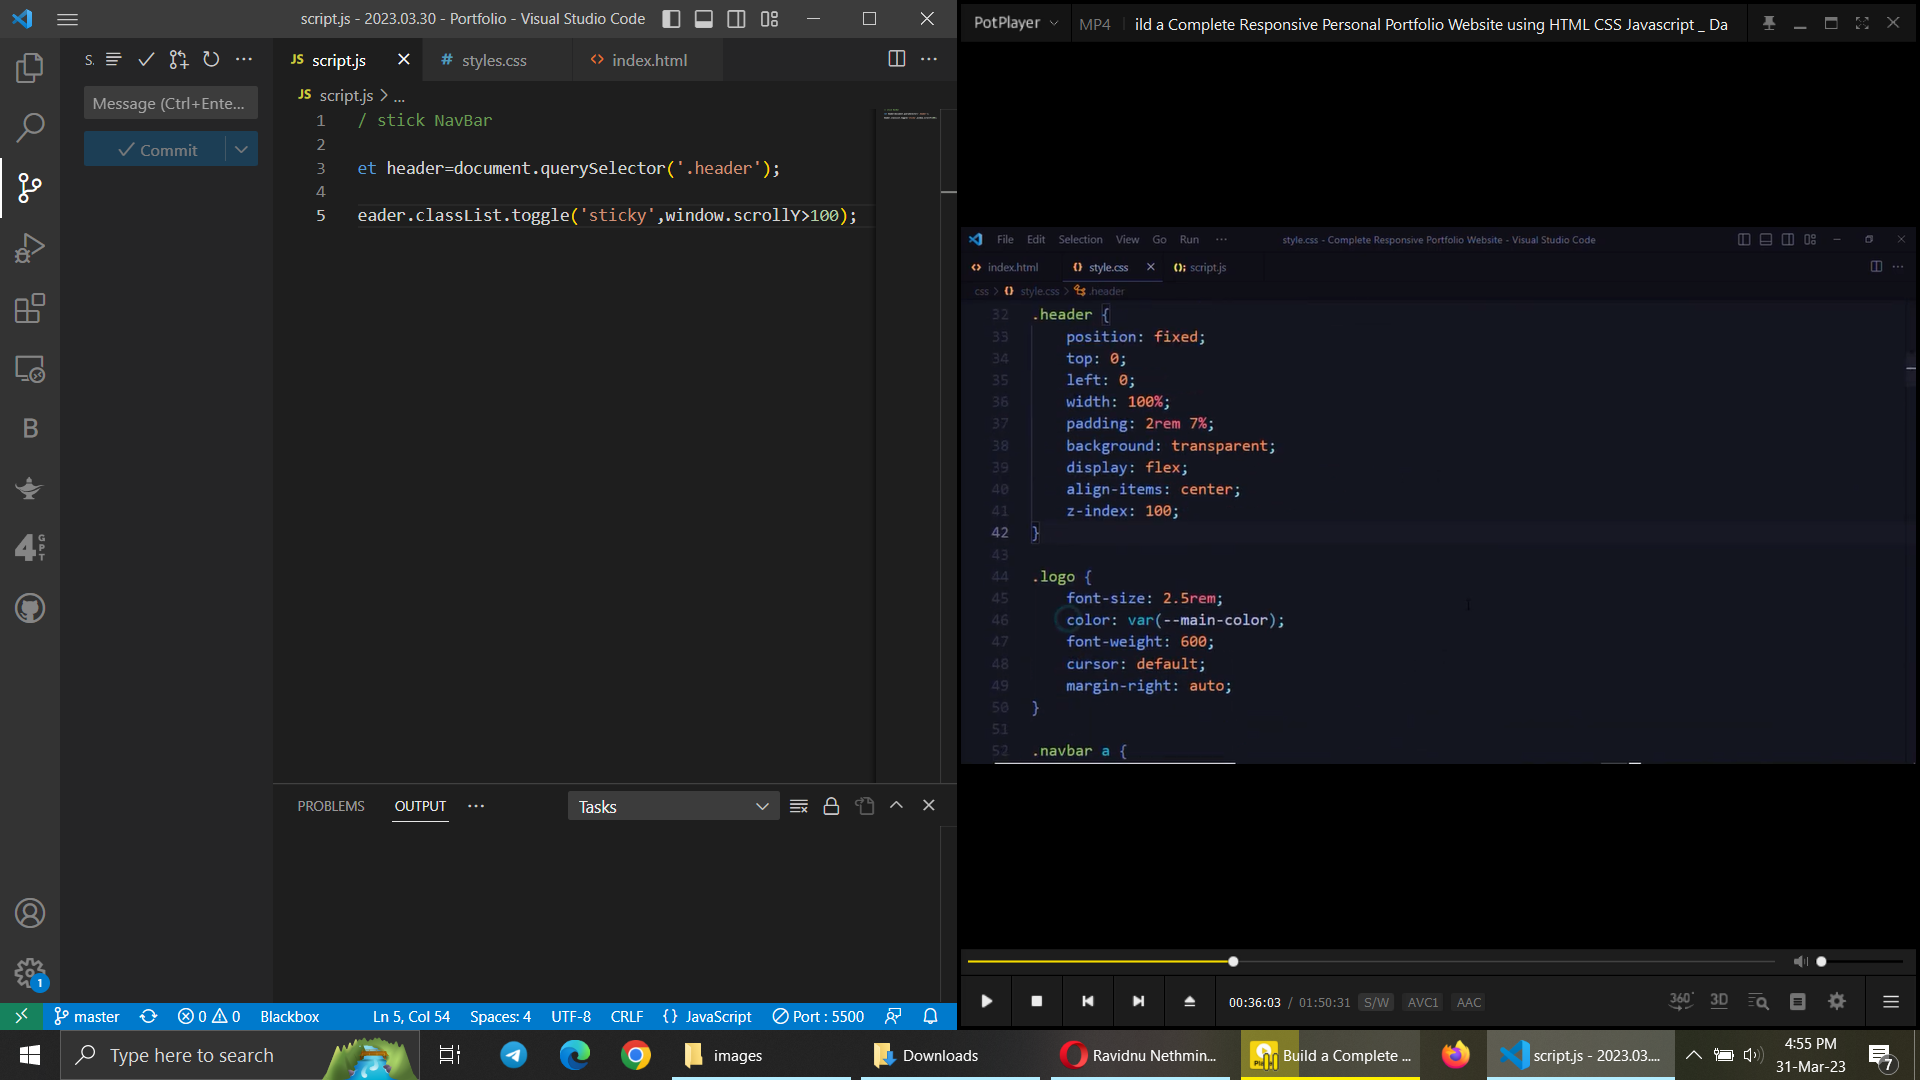 script.js - 2023.03.30 - Portfolio - Visual Studio Code
S.
Message (Ctrl+Ente...
Commit
JS script.js
# styles.css
<> index.html
JS script.js > ...
1 / stick NavBar
2
3 et header=document.querySelector('.header');
4
5 eader.classList.toggle('sticky',window.scrollY>100);
B
4 GPT
PROBLEMS
OUTPUT
Tasks
1
master
0 0
Blackbox
Ln 5, Col 54
Spaces: 4
UTF-8
CRLF
{ } JavaScript
Port : 5500
PotPlayer
MP4
ild a Complete Responsive Personal Portfolio Website using HTML CSS Javascript _ Da
File Edit Selection View Go Run ...
style.css - Complete Responsive Portfolio Website - Visual Studio Code
index.html
style.css
script.js
css > style.css > .header
32 .header {
33 position: fixed;
34 top: 0;
35 left: 0;
36 width: 100%;
37 padding: 2rem 7%;
38 background: transparent;
39 display: flex;
40 align-items: center;
41 z-index: 100;
42 }
43
44 .logo {
45 font-size: 2.5rem;
46 color: var(--main-color);
47 font-weight: 600;
48 cursor: default;
49 margin-right: auto;
50 }
51
52 .navbar a {
00:36:03 / 01:50:31 S/W AVC1 AAC
360°
3D
Type here to search
images
Downloads
Ravidnu Nethmin...
Build a Complete ...
script.js - 2023.03....
4:55 PM
31-Mar-23
7